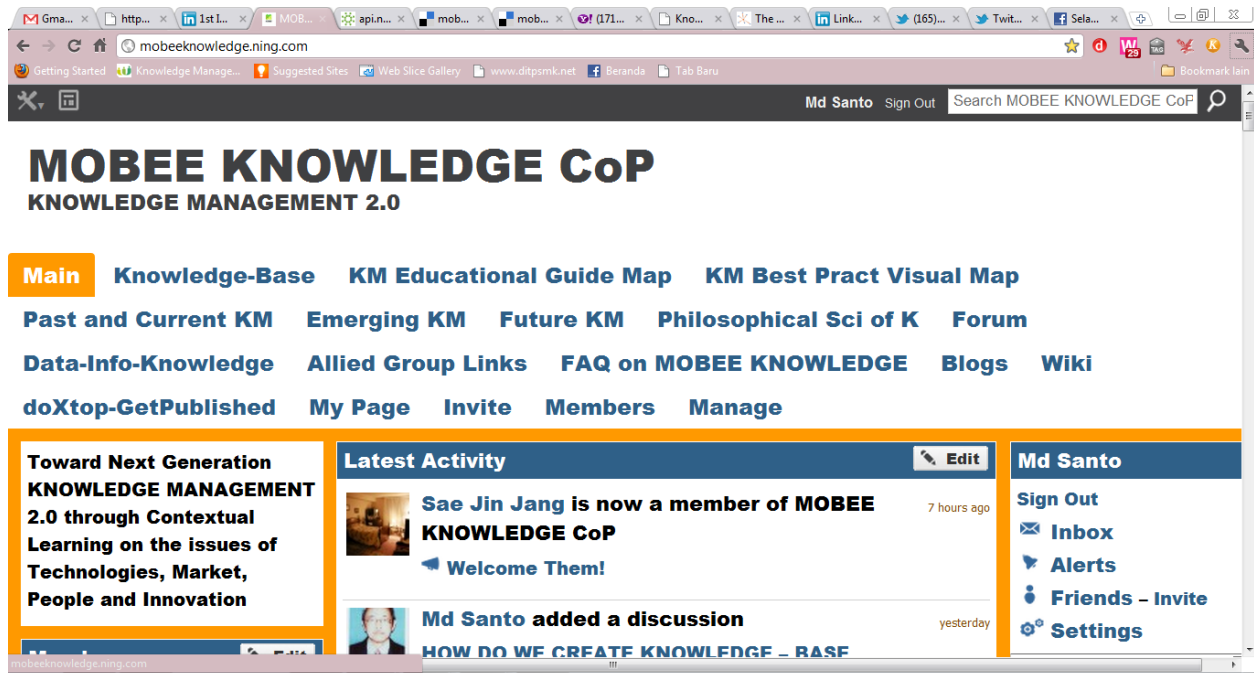 Gma... http... 1st I... MOB... api.n... mob... mob... (171... Kno... The ... Link... (165)... Twit... Sela...
mobeeknowledge.ning.com
Getting Started Knowledge Manage... Suggested Sites Web Slice Gallery www.ditpsmk.net Beranda Tab Baru Bookmark lain
Md Santo Sign Out Search MOBEE KNOWLEDGE CoP
MOBEE KNOWLEDGE CoP
KNOWLEDGE MANAGEMENT 2.0
Main Knowledge-Base KM Educational Guide Map KM Best Pract Visual Map
Past and Current KM Emerging KM Future KM Philosophical Sci of K Forum
Data-Info-Knowledge Allied Group Links FAQ on MOBEE KNOWLEDGE Blogs Wiki
doXtop-GetPublished My Page Invite Members Manage
Toward Next Generation
KNOWLEDGE MANAGEMENT
2.0 through Contextual
Learning on the issues of
Technologies, Market,
People and Innovation
Latest Activity Edit
Sae Jin Jang is now a member of MOBEE
KNOWLEDGE CoP
7 hours ago
Welcome Them!
Md Santo added a discussion
yesterday
HOW DO WE CREATE KNOWLEDGE – BASE
Md Santo
Sign Out
Inbox
Alerts
Friends – Invite
Settings
mobeeknowledge.ning.com